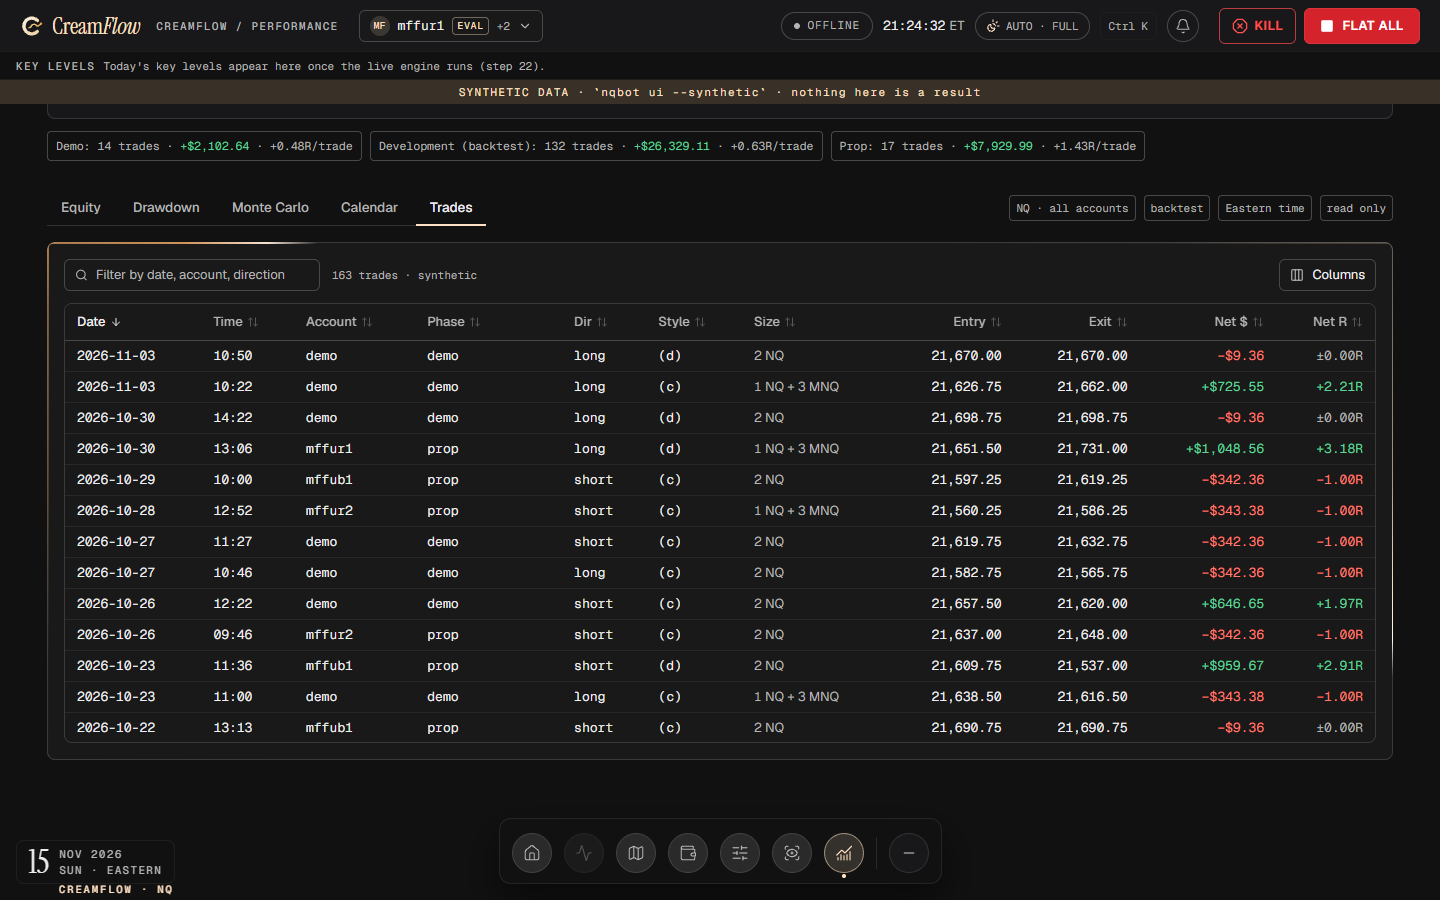 CreamFlow CREAMFLOW / PERFORMANCE MF mffur1 EVAL +2 OFFLINE 21:24:32 ET AUTO · FULL Ctrl K KILL FLAT ALL
KEY LEVELS Today's key levels appear here once the live engine runs (step 22).
SYNTHETIC DATA · `nqbot ui --synthetic` · nothing here is a result
Demo: 14 trades · +$2,102.64 · +0.48R/trade Development (backtest): 132 trades · +$26,329.11 · +0.63R/trade Prop: 17 trades · +$7,929.99 · +1.43R/trade
Equity Drawdown Monte Carlo Calendar Trades NQ · all accounts backtest Eastern time read only
Filter by date, account, direction 163 trades · synthetic Columns
Date Time Account Phase Dir Style Size Entry Exit Net $ Net R
2026-11-03 10:50 demo demo long (d) 2 NQ 21,670.00 21,670.00 −$9.36 ±0.00R
2026-11-03 10:22 demo demo long (c) 1 NQ + 3 MNQ 21,626.75 21,662.00 +$725.55 +2.21R
2026-10-30 14:22 demo demo long (d) 2 NQ 21,698.75 21,698.75 −$9.36 ±0.00R
2026-10-30 13:06 mffur1 prop long (d) 1 NQ + 3 MNQ 21,651.50 21,731.00 +$1,048.56 +3.18R
2026-10-29 10:00 mffub1 prop short (c) 2 NQ 21,597.25 21,619.25 −$342.36 −1.00R
2026-10-28 12:52 mffur2 prop short (c) 1 NQ + 3 MNQ 21,560.25 21,586.25 −$343.38 −1.00R
2026-10-27 11:27 demo demo short (c) 2 NQ 21,619.75 21,632.75 −$342.36 −1.00R
2026-10-27 10:46 demo demo long (c) 2 NQ 21,582.75 21,565.75 −$342.36 −1.00R
2026-10-26 12:22 demo demo short (c) 2 NQ 21,657.50 21,620.00 +$646.65 +1.97R
2026-10-26 09:46 mffur2 prop short (c) 2 NQ 21,637.00 21,648.00 −$342.36 −1.00R
2026-10-23 11:36 mffub1 prop short (d) 2 NQ 21,609.75 21,537.00 +$959.67 +2.91R
2026-10-23 11:00 demo demo long (c) 1 NQ + 3 MNQ 21,638.50 21,616.50 −$343.38 −1.00R
2026-10-22 13:13 mffub1 prop short (c) 2 NQ 21,690.75 21,690.75 −$9.36 ±0.00R
15 NOV 2026
SUN · EASTERN
CREAMFLOW · NQ